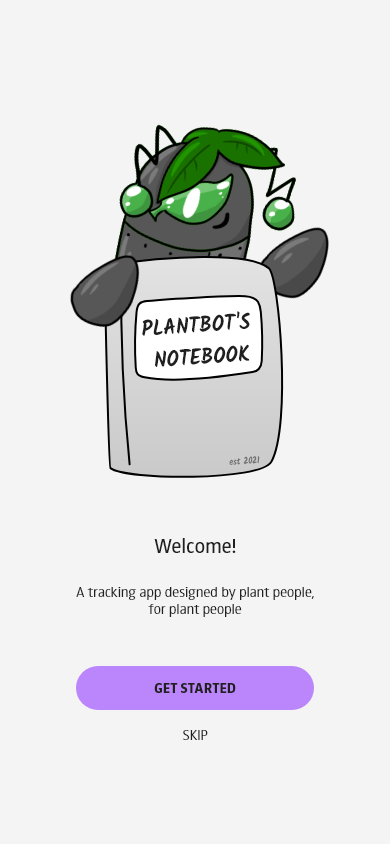 PLANTBOT'S
NOTEBOOK
est 2021
Welcome!
A tracking app designed by plant people,
for plant people
GET STARTED
SKIP